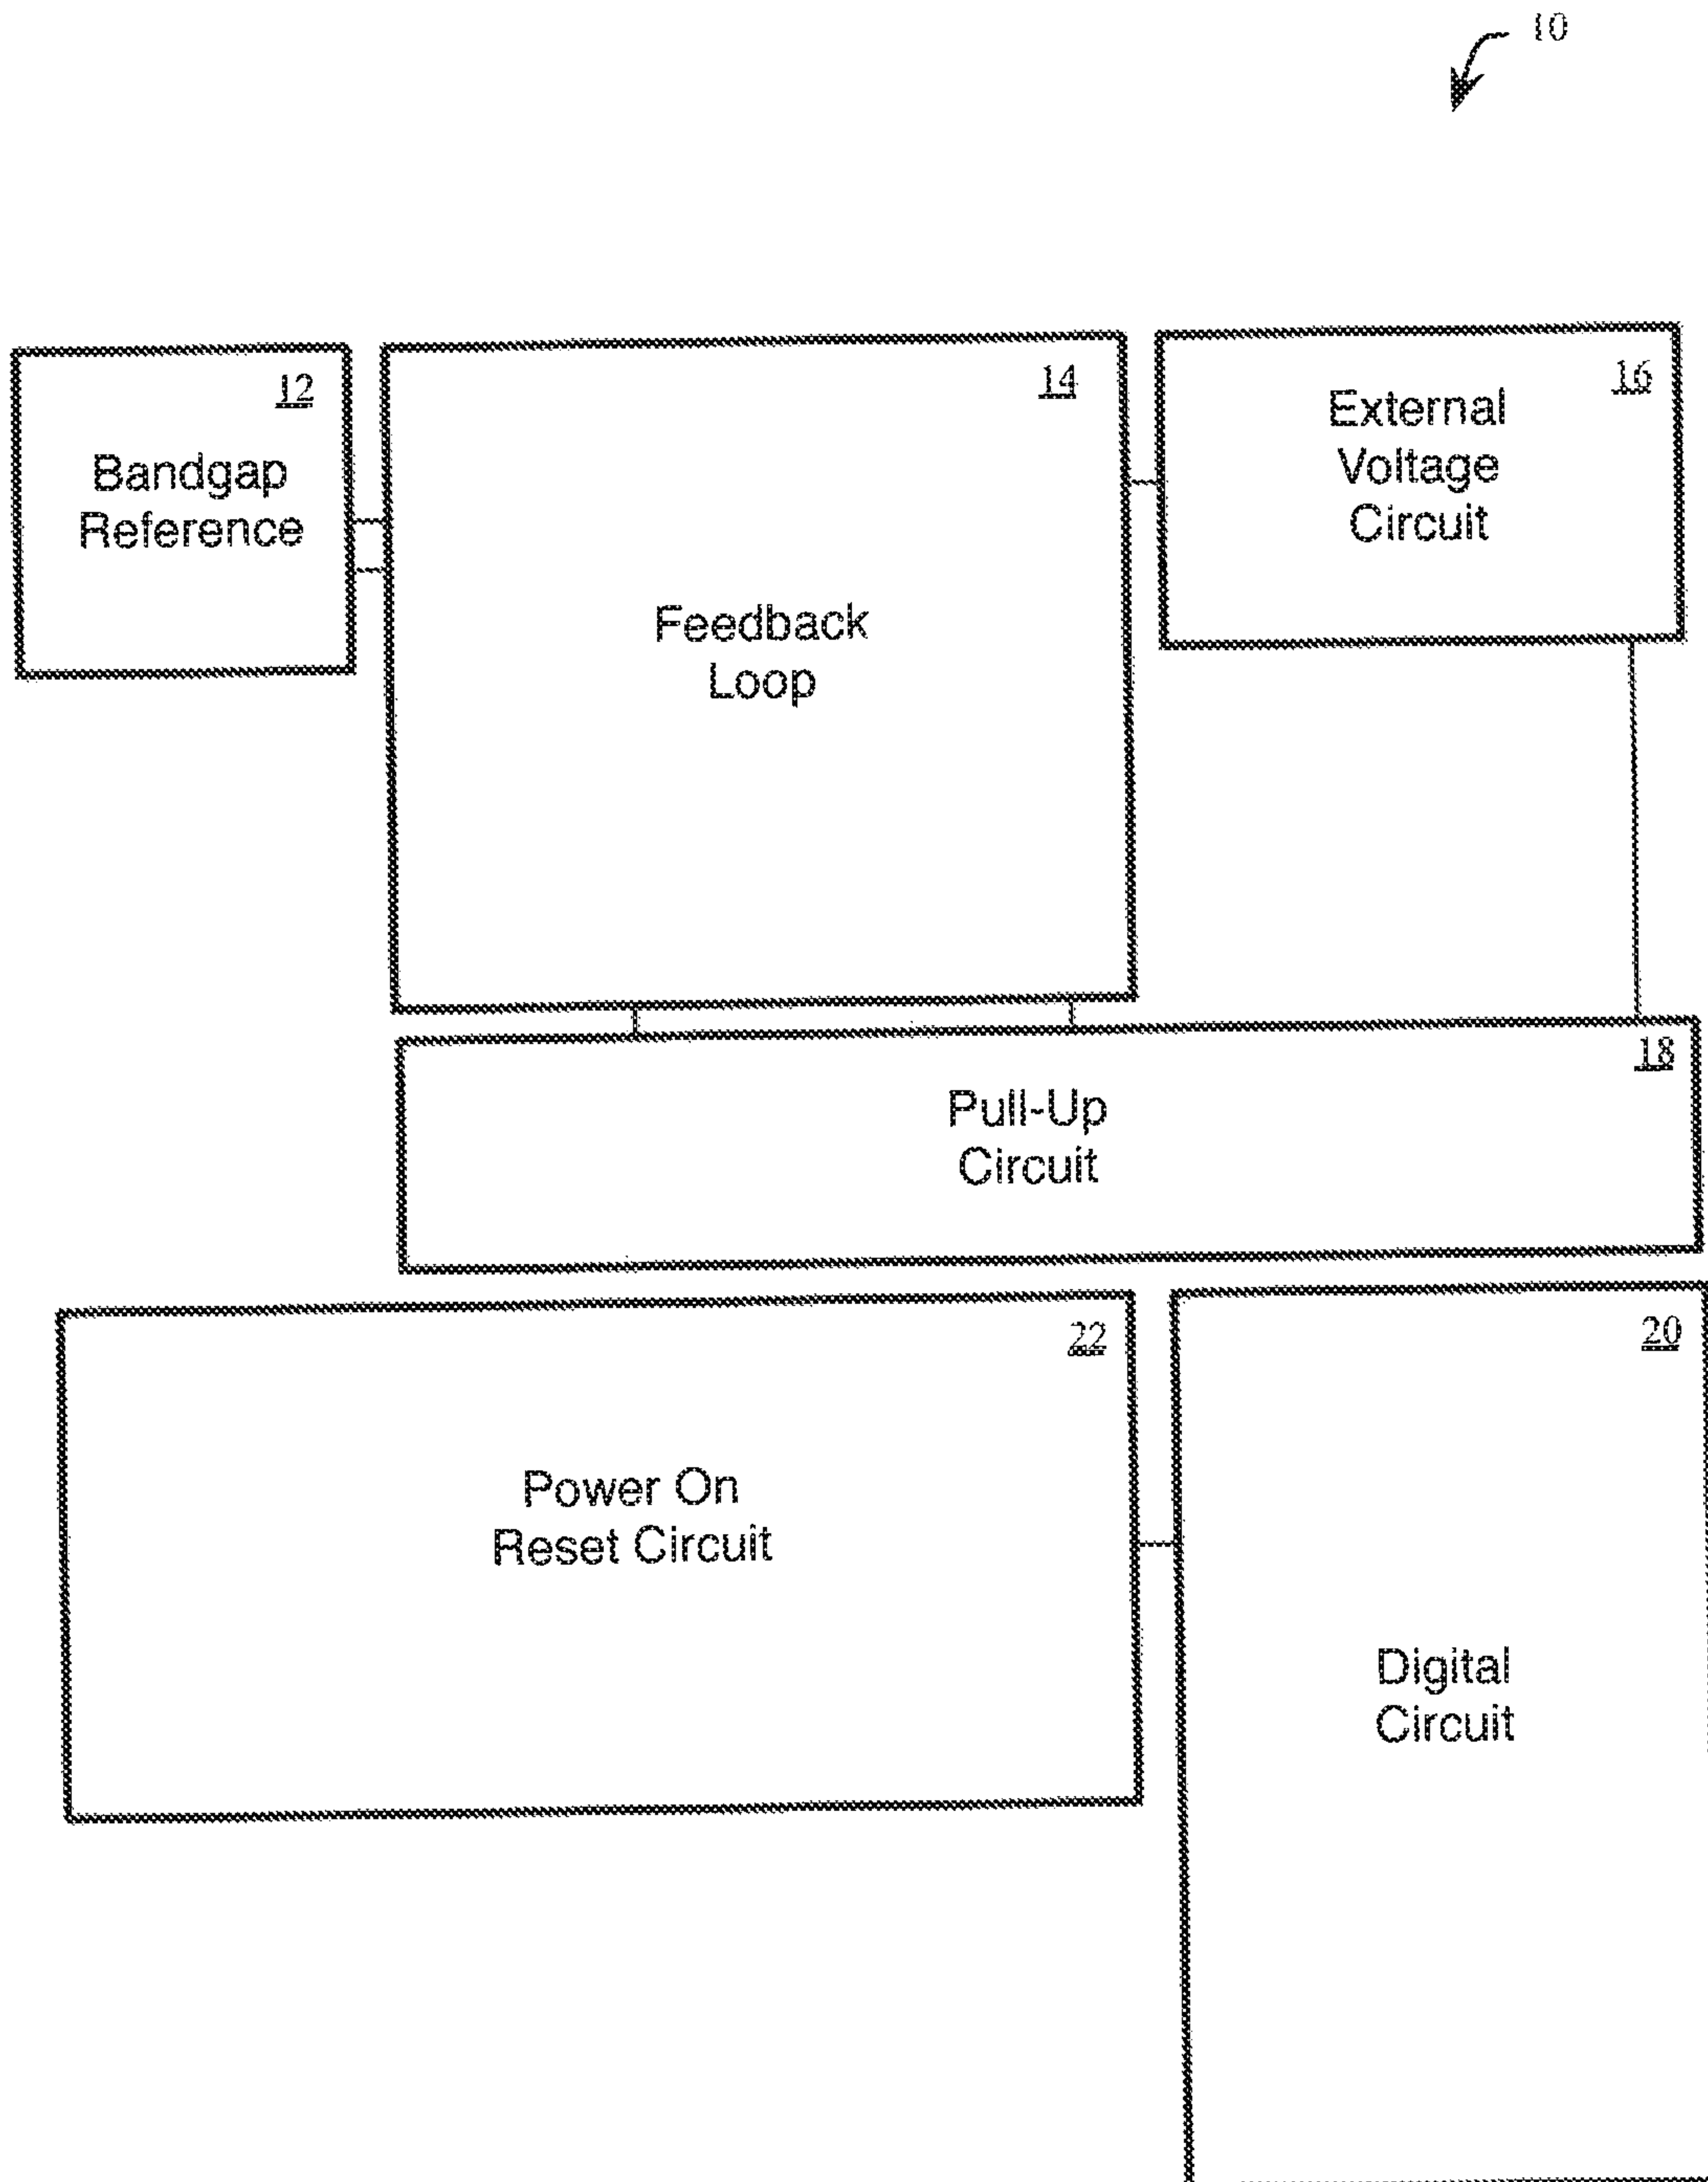 10
12
Bandgap
Reference
14
Feedback
Loop
16
External
Voltage
Circuit
18
Pull-Up
Circuit
22
Power On
Reset Circuit
20
Digital
Circuit